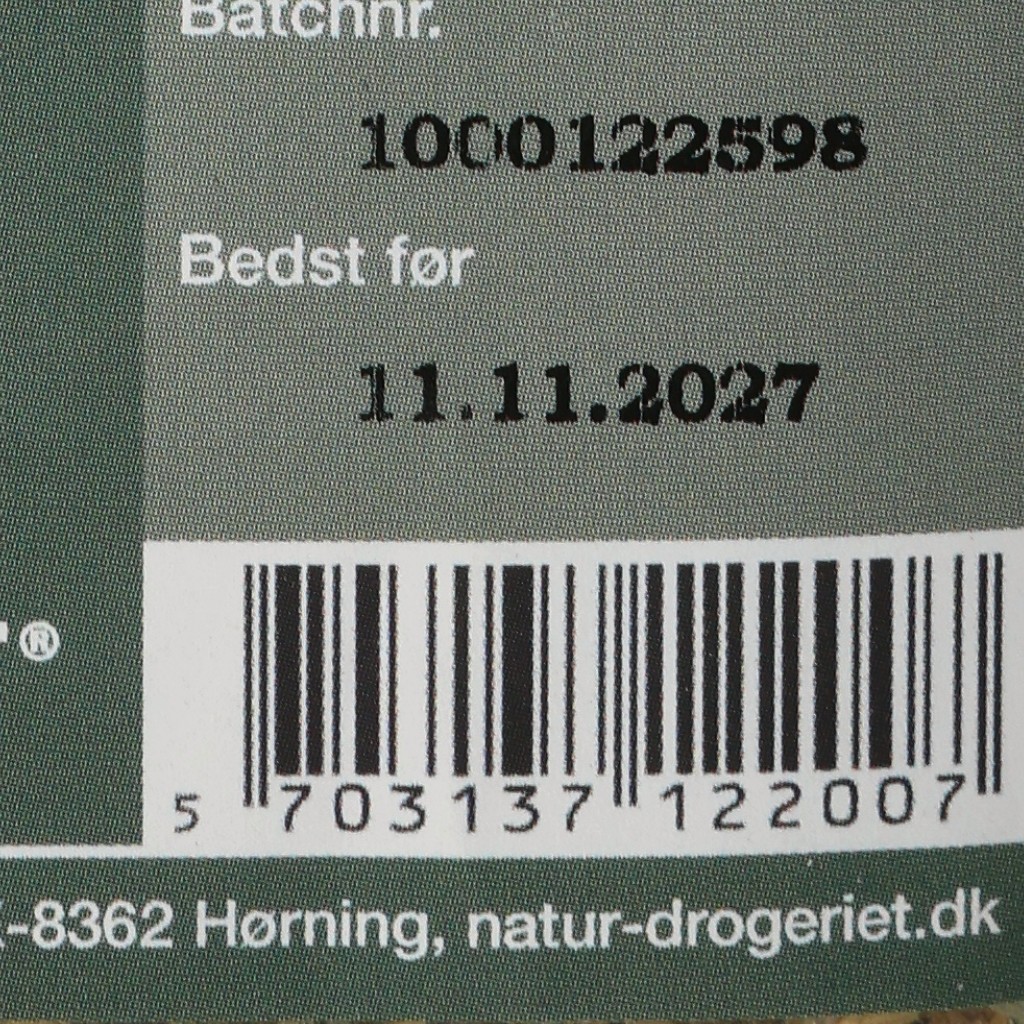 Batchnr.
1000122598
Bedst før
11.11.2027
®
5 703137 122007
-8362 Hørning, natur-drogeriet.dk